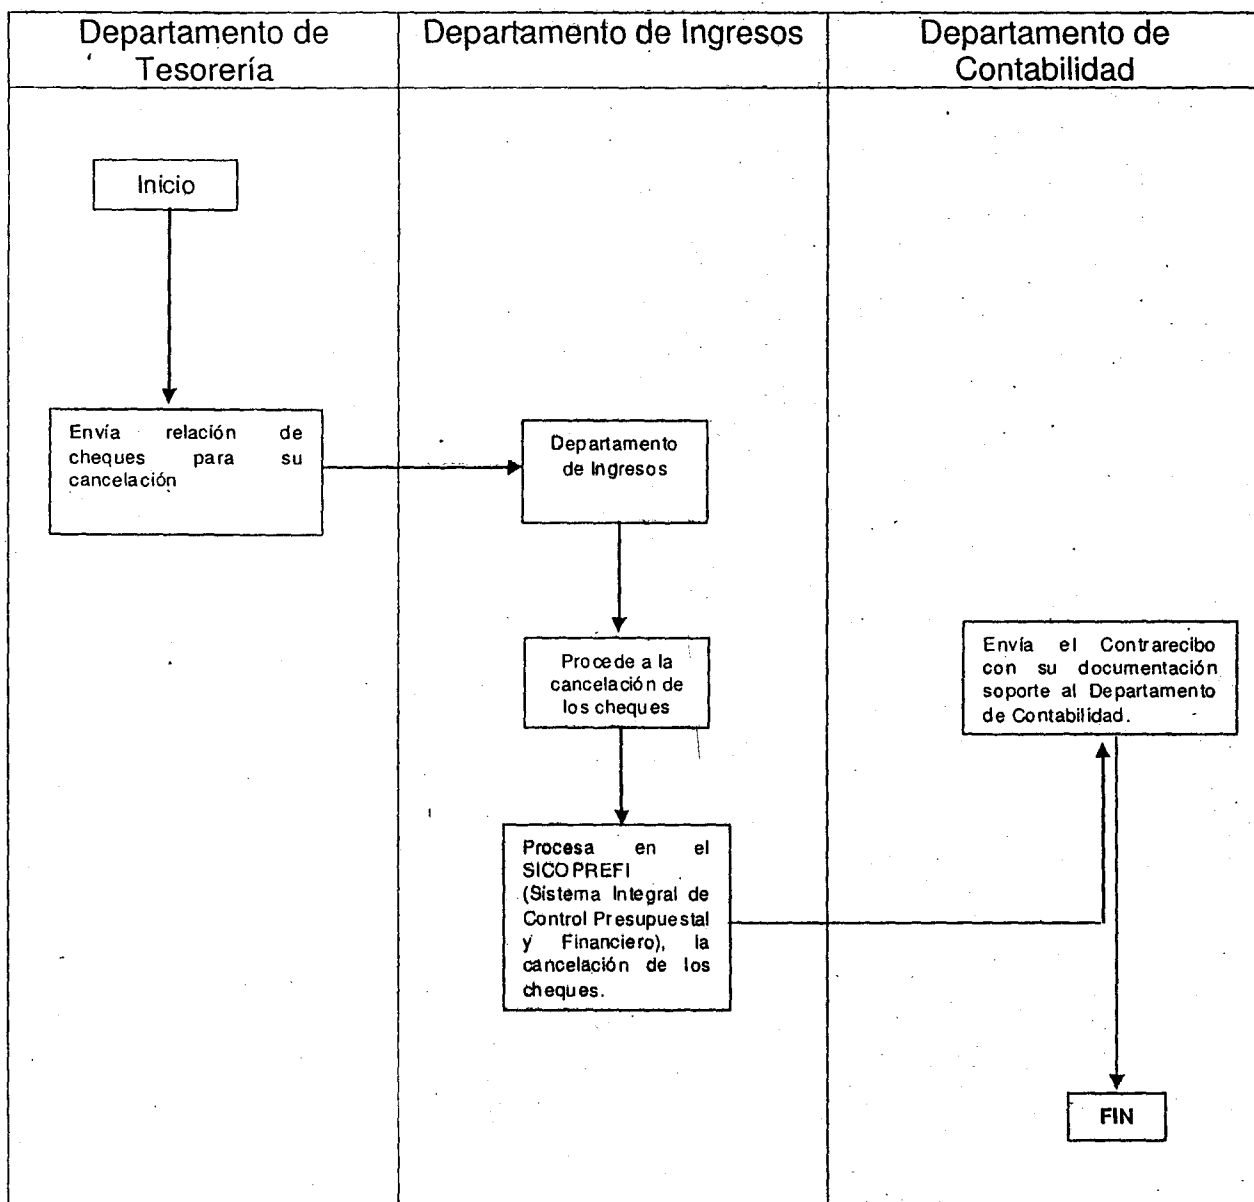 Departamento de
Tesorería
Departamento de Ingresos
Departamento de
Contabilidad
Inicio
Envía relación de
cheques para su
cancelación
Departamento
de Ingresos
Procede a la
cancelación de
los cheques
Procesa en el
SICOPREFI
(Sistema Integral de
Control Presupuestal
y Financiero), la
cancelación de los
cheques.
Envía el Contrarecibo
con su documentación
soporte al Departamento
de Contabilidad.
FIN